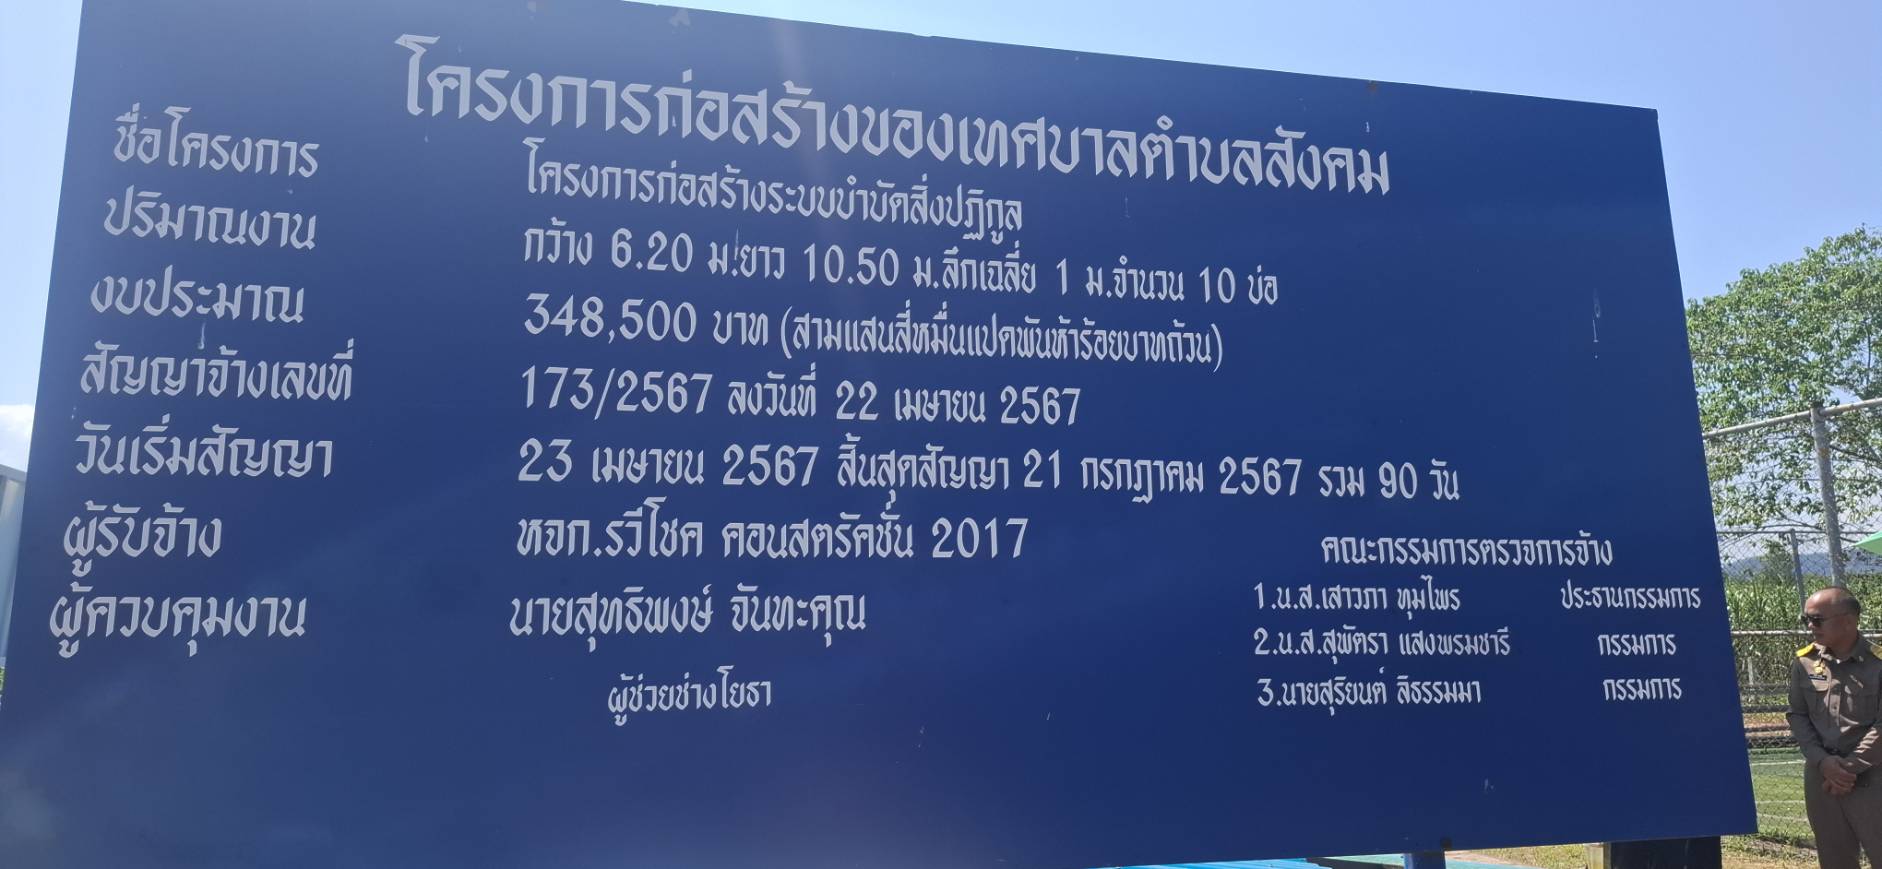 โครงการก่อสร้างของเทศบาลตำบลสังคม
ชื่อโครงการ โครงการก่อสร้างระบบบำบัดสิ่งปฏิกูล
ปริมาณงาน กว้าง 6.20 ม.ยาว 10.50 ม.ลึกเฉลี่ย 1 ม.จำนวน 10 บ่อ
งบประมาณ 348,500 บาท (สามแสนสี่หมื่นแปดพันห้าร้อยบาทถ้วน)
สัญญาจ้างเลขที่ 173/2567 ลงวันที่ 22 เมษายน 2567
วันเริ่มสัญญา 23 เมษายน 2567 สิ้นสุดสัญญา 21 กรกฎาคม 2567 รวม 90 วัน
ผู้รับจ้าง หจก.รวีโชค คอนสตรัคชั่น 2017
ผู้ควบคุมงาน นายสุทธิพงษ์ จันทะคุณ
ผู้ช่วยช่างโยธา
คณะกรรมการตรวจการจ้าง
1.น.ส.เสาวภา ทุมไพร ประธานกรรมการ
2.น.ส.สุพัตรา แสงพรมชารี กรรมการ
3.นายสุริยนต์ ลิธรรมมา กรรมการ